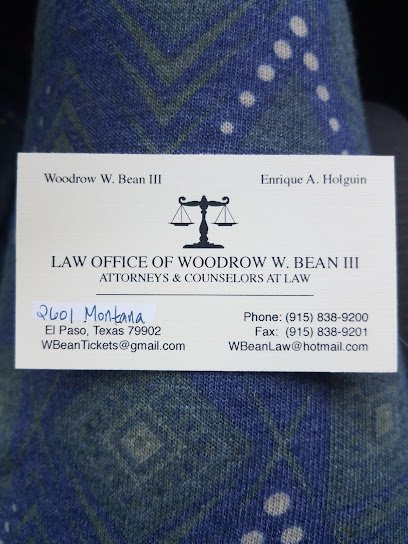 Woodrow W. Bean III
Enrique A. Holguin
LAW OFFICE OF WOODROW W. BEAN III
ATTORNEYS & COUNSELORS AT LAW
2601 Montana
El Paso, Texas 79902
WBeanTickets@gmail.com
Phone: (915) 838-9200
Fax: (915) 838-9201
WBeanLaw@hotmail.com